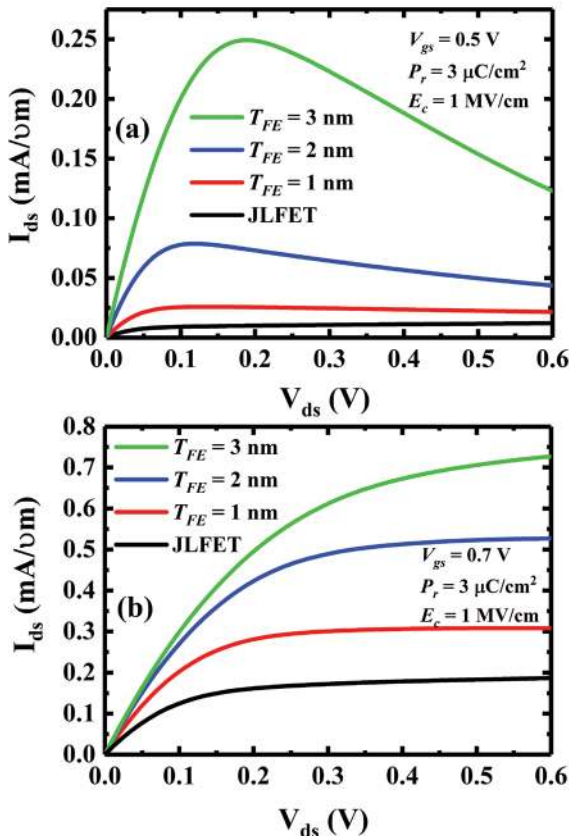 0.25
0.20
0.15
0.10
0.05
0.00
I_ds (mA/υm)
(a)
V_gs = 0.5 V
P_r = 3 μC/cm²
E_c = 1 MV/cm
T_FE = 3 nm
T_FE = 2 nm
T_FE = 1 nm
JLFET
0.0 0.1 0.2 0.3 0.4 0.5 0.6
V_ds (V)
0.8
0.7
0.6
0.5
0.4
0.3
0.2
0.1
0.0
I_ds (mA/υm)
T_FE = 3 nm
T_FE = 2 nm
T_FE = 1 nm
JLFET
(b)
V_gs = 0.7 V
P_r = 3 μC/cm²
E_c = 1 MV/cm
0.0 0.1 0.2 0.3 0.4 0.5 0.6
V_ds (V)